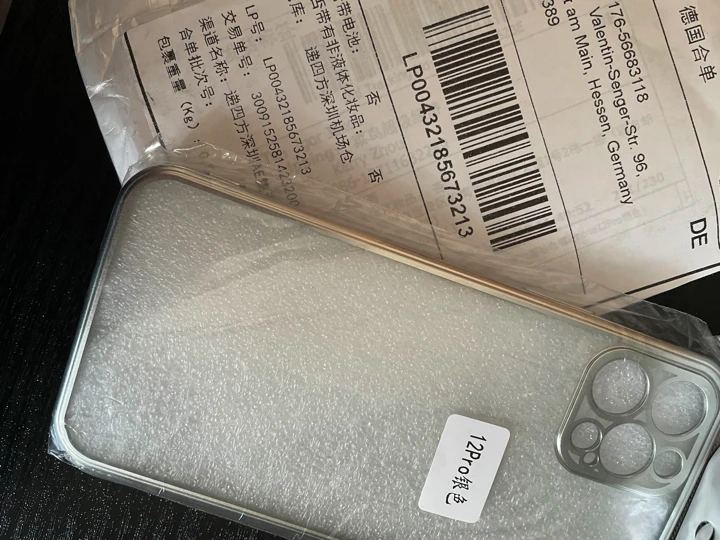 德国合单
176-56683118
Valentin-Senger-Str. 96,
t am Main, Hessen, Germany
389
DE
LP00432185673213
带电池： 否
否带有非液体化妆品： 否
库： 递四方深圳机场仓
LP号： LP00432185673213
交易单号： 3009152581423200
渠道名称： 递四方深圳
合单批次号：
包裹重量（Kg）：
12Pro银色